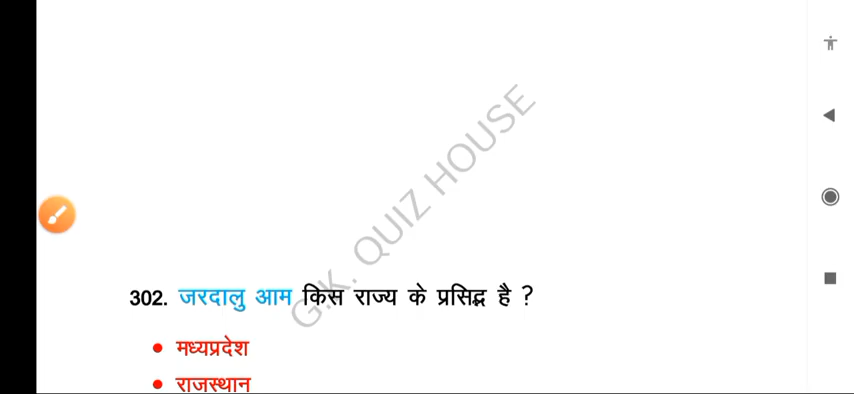 G.K. QUIZ HOUSE
302. जरदालु आम किस राज्य के प्रसिद्ध है ?
• मध्यप्रदेश
• राजस्थान